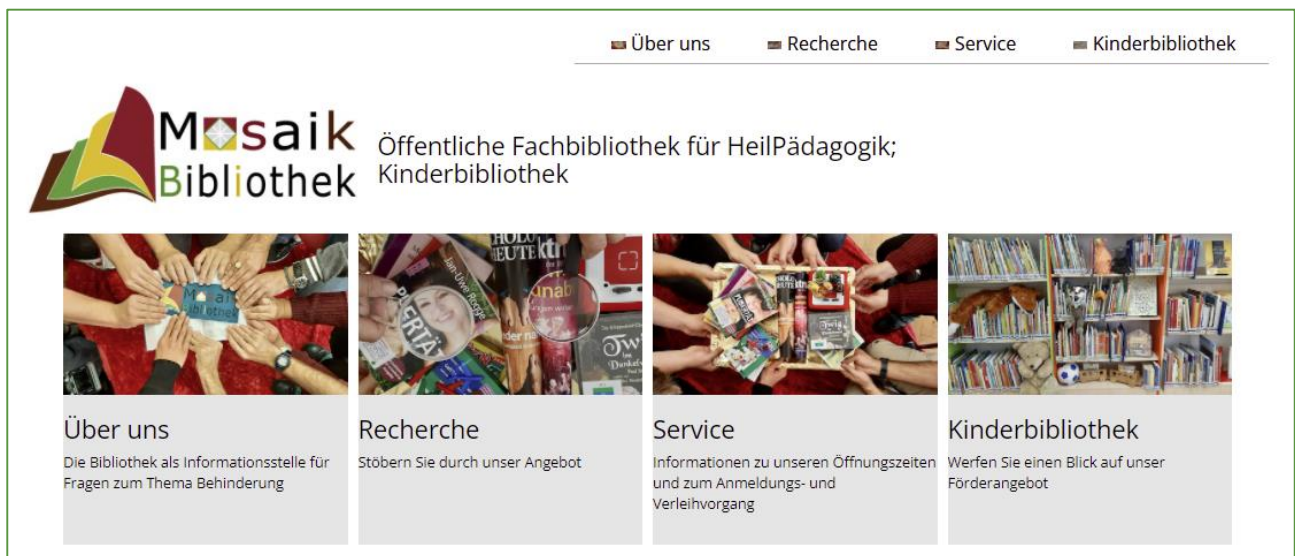 Über uns
Recherche
Service
Kinderbibliothek
Mosaik
Bibliothek
Öffentliche Fachbibliothek für HeilPädagogik;
Kinderbibliothek
Über uns
Die Bibliothek als Informationsstelle für
Fragen zum Thema Behinderung
Recherche
Stöbern Sie durch unser Angebot
Service
Informationen zu unseren Öffnungszeiten
und zum Anmeldungs- und
Verleihvorgang
Kinderbibliothek
Werfen Sie einen Blick auf unser
Förderangebot